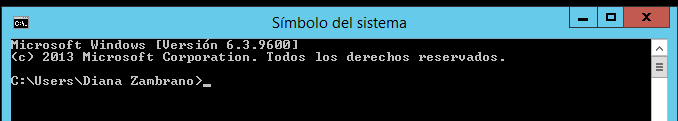 Símbolo del sistema
Microsoft Windows [Versión 6.3.9600]
(c) 2013 Microsoft Corporation. Todos los derechos reservados.
C:\Users\Diana Zambrano>_